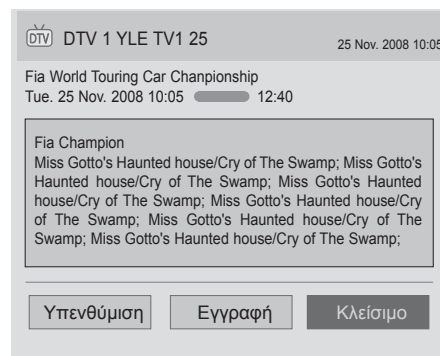 DTV DTV 1 YLE TV1 25 25 Nov. 2008 10:05
Fia World Touring Car Chanpionship
Tue. 25 Nov. 2008 10:05 12:40
Fia Champion
Miss Gotto's Haunted house/Cry of The Swamp; Miss Gotto's
Haunted house/Cry of The Swamp; Miss Gotto's Haunted
house/Cry of The Swamp; Miss Gotto's Haunted house/Cry
of The Swamp; Miss Gotto's Haunted house/Cry of The
Swamp; Miss Gotto's Haunted house/Cry of The Swamp;
Υπενθύμιση Εγγραφή Κλείσιμο